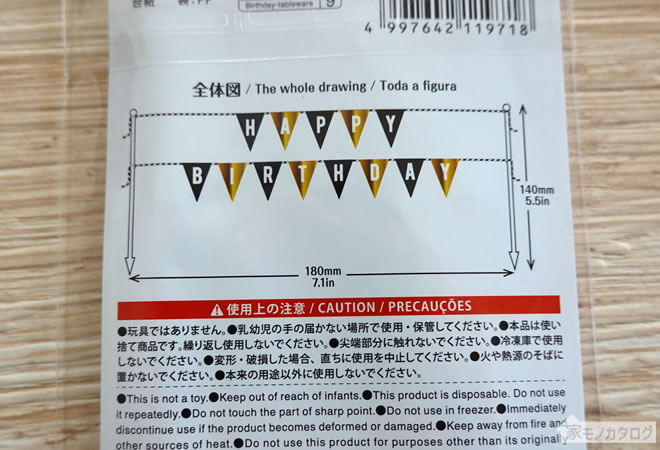 台紙 袋:PP
Birthday-tableware
9
4 997642 119718
全体図 / The whole drawing / Toda a figura
HAPPY
BIRTHDAY
140mm
5.5in
180mm
7.1in
使用上の注意 / CAUTION / PRECAUÇÕES
●玩具ではありません。●乳幼児の手の届かない場所で使用・保管してください。●本品は使い
捨て商品です。繰り返し使用しないでください。●尖端部分に触れないでください。●冷凍庫で使用
しないでください。●変形・破損した場合、直ちに使用を中止してください。●火や熱源のそばに
置かないでください。●本来の用途以外に使用しないでください。
●This is not a toy.●Keep out of reach of infants.●This product is disposable. Do not use
it repeatedly.●Do not touch the part of sharp point.●Do not use in freezer.●Immediately
discontinue use if the product becomes deformed or damaged.●Keep away from fire and
other sources of heat.●Do not use this product for purposes other than its originally
家モノカタログ